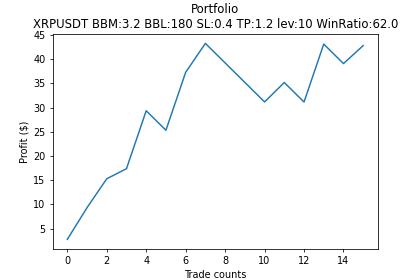 Portfolio
XRPUSDT BBM:3.2 BBL:180 SL:0.4 TP:1.2 lev:10 WinRatio:62.0
45
40
35
30
25
20
15
10
5
Profit ($)
0 2 4 6 8 10 12 14
Trade counts